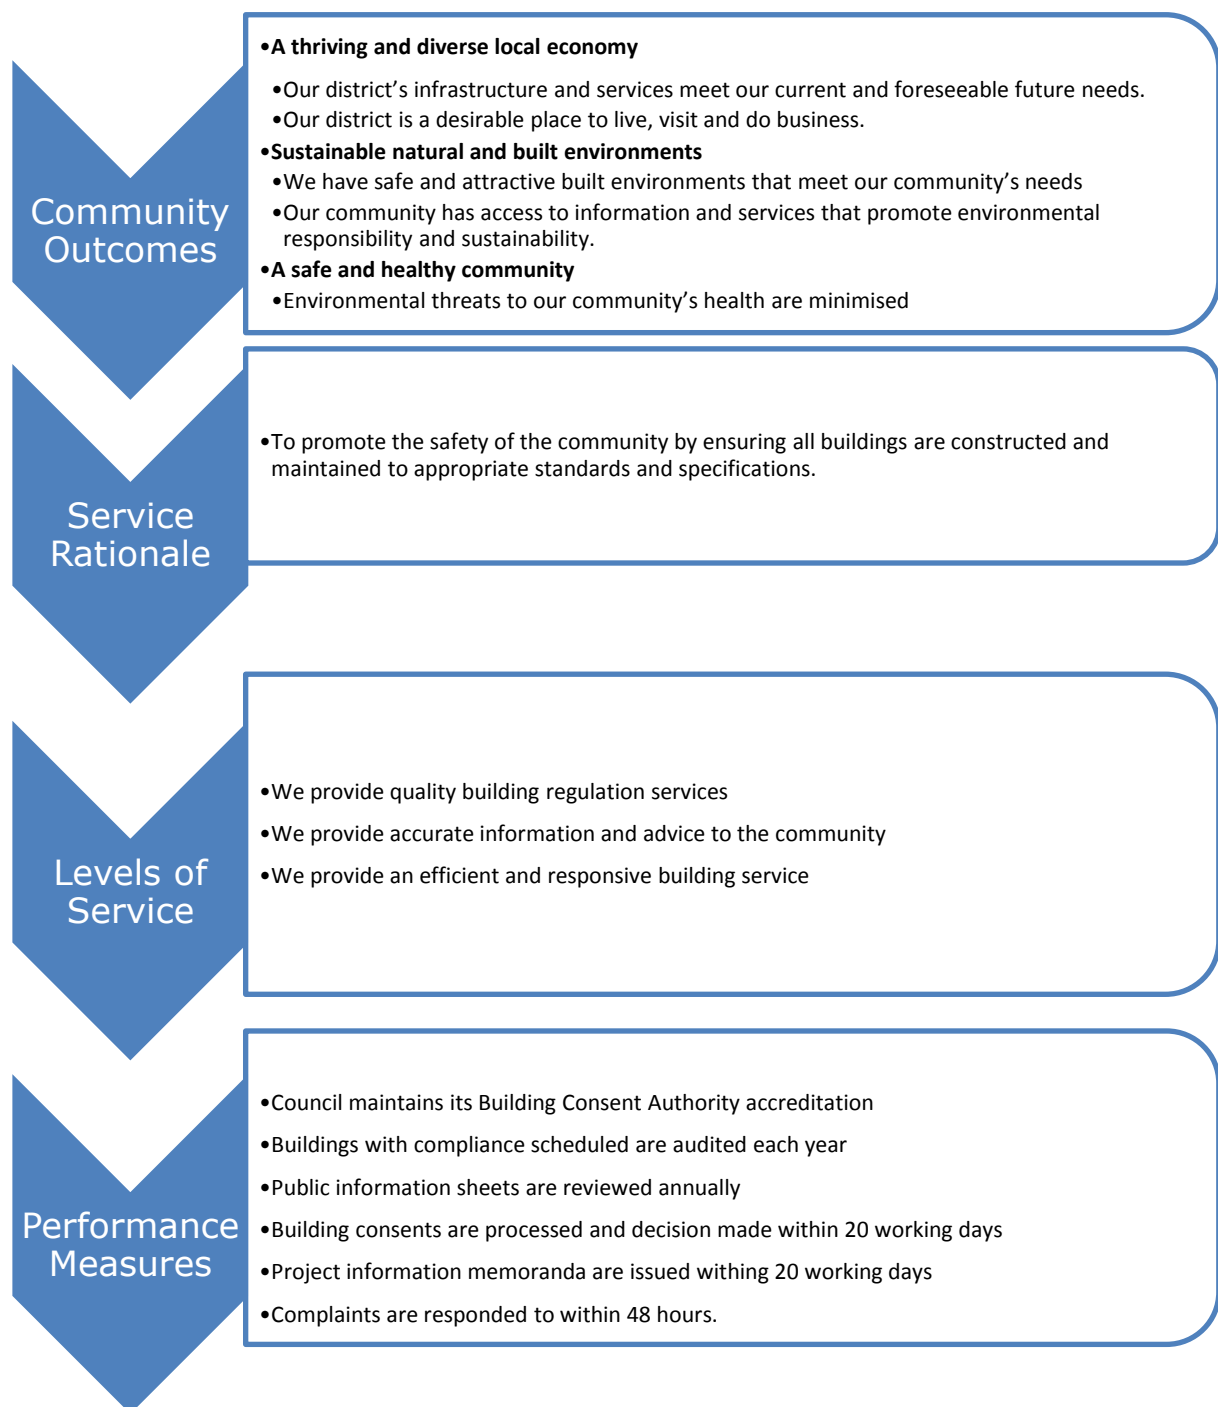 Community
Outcomes
•A thriving and diverse local economy
•Our district’s infrastructure and services meet our current and foreseeable future needs.
•Our district is a desirable place to live, visit and do business.
•Sustainable natural and built environments
•We have safe and attractive built environments that meet our community’s needs
•Our community has access to information and services that promote environmental
responsibility and sustainability.
•A safe and healthy community
•Environmental threats to our community’s health are minimised
Service
Rationale
•To promote the safety of the community by ensuring all buildings are constructed and
maintained to appropriate standards and specifications.
Levels of
Service
•We provide quality building regulation services
•We provide accurate information and advice to the community
•We provide an efficient and responsive building service
Performance
Measures
•Council maintains its Building Consent Authority accreditation
•Buildings with compliance scheduled are audited each year
•Public information sheets are reviewed annually
•Building consents are processed and decision made within 20 working days
•Project information memoranda are issued withing 20 working days
•Complaints are responded to within 48 hours.